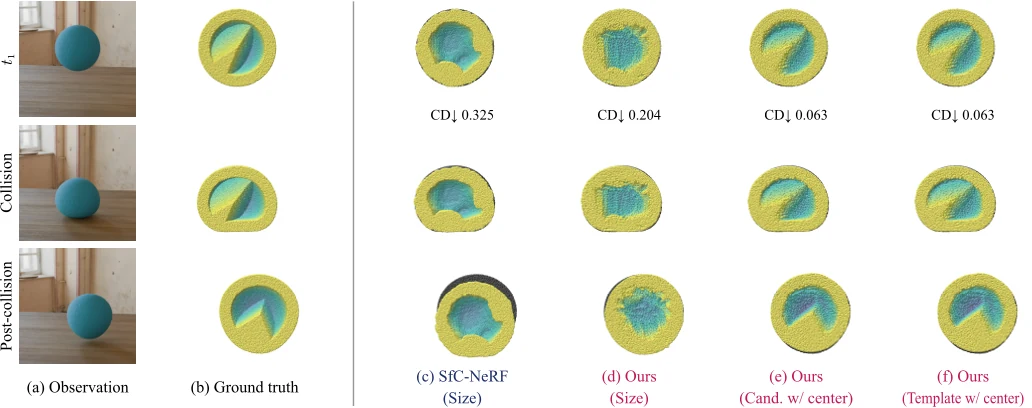 t₁
CD↓ 0.325
CD↓ 0.204
CD↓ 0.063
CD↓ 0.063
Collision
Post-collision
(a) Observation
(b) Ground truth
(c) SfC-NeRF
(Size)
(d) Ours
(Size)
(e) Ours
(Cand. w/ center)
(f) Ours
(Template w/ center)